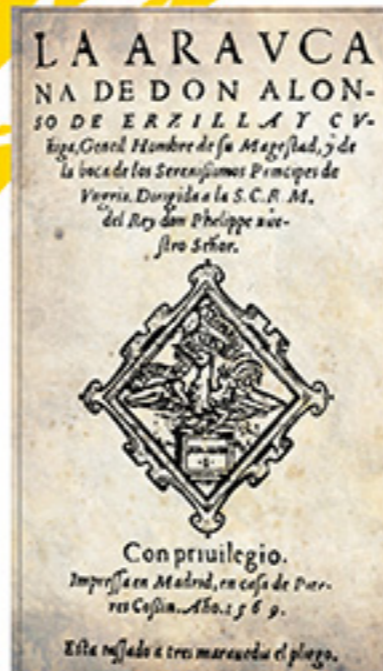 LA ARAVCA
NA DE DON ALON-
SO DE ERZILLA Y CV-
ñiga, Gentil Hombre de su Magestad, y de
la boca de los Serenissimos Principes de
Vngria. Dirigida a la S.C.R.M.
del Rey don Phelippe nue-
stro Señor.
Con priuilegio.
Impressa en Madrid, en casa de Pier-
res Cossin. Año. 1569.
Esta tassado a tres marauedis el pliego.